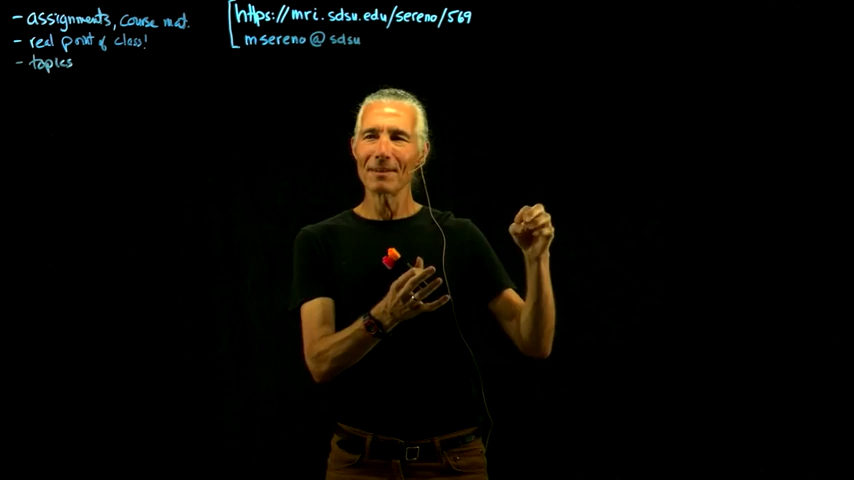 - assignments, course mat.
- real point of class!
- topics
https://mri.sdsu.edu/sereno/569
msereno@sdsu